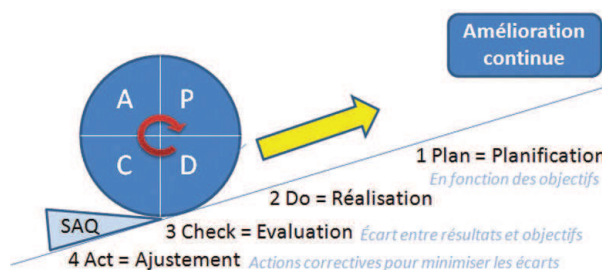 Amélioration
continue
A P
C D
1 Plan = Planification
En fonction des objectifs
2 Do = Réalisation
SAQ
3 Check = Evaluation Écart entre résultats et objectifs
4 Act = Ajustement Actions correctives pour minimiser les écarts